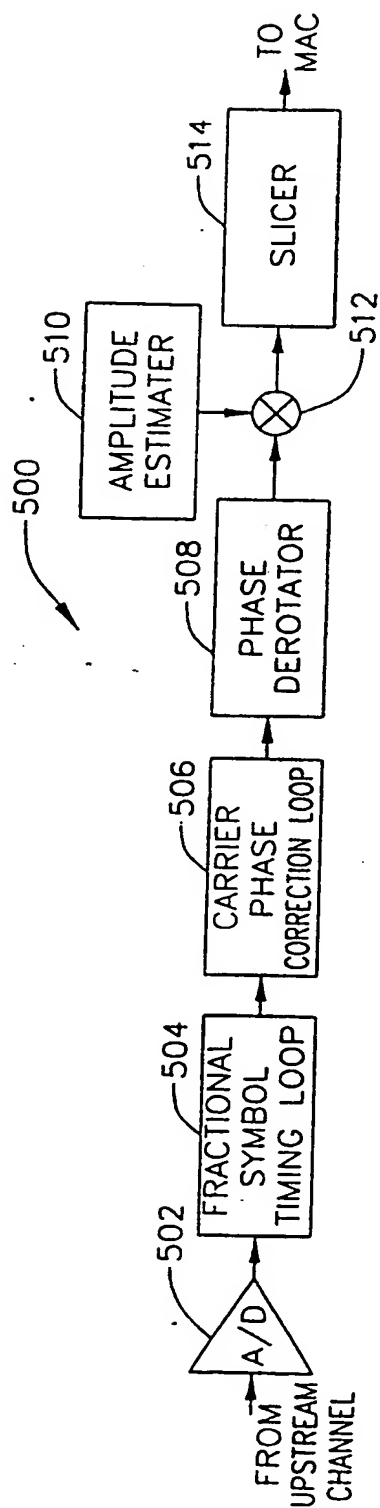 500
FROM
UPSTREAM
CHANNEL
502
A/D
504
FRACTIONAL
SYMBOL
TIMING LOOP
506
CARRIER
PHASE
CORRECTION LOOP
508
PHASE
DEROTATOR
510
AMPLITUDE
ESTIMATER
512
514
SLICER
TO
MAC